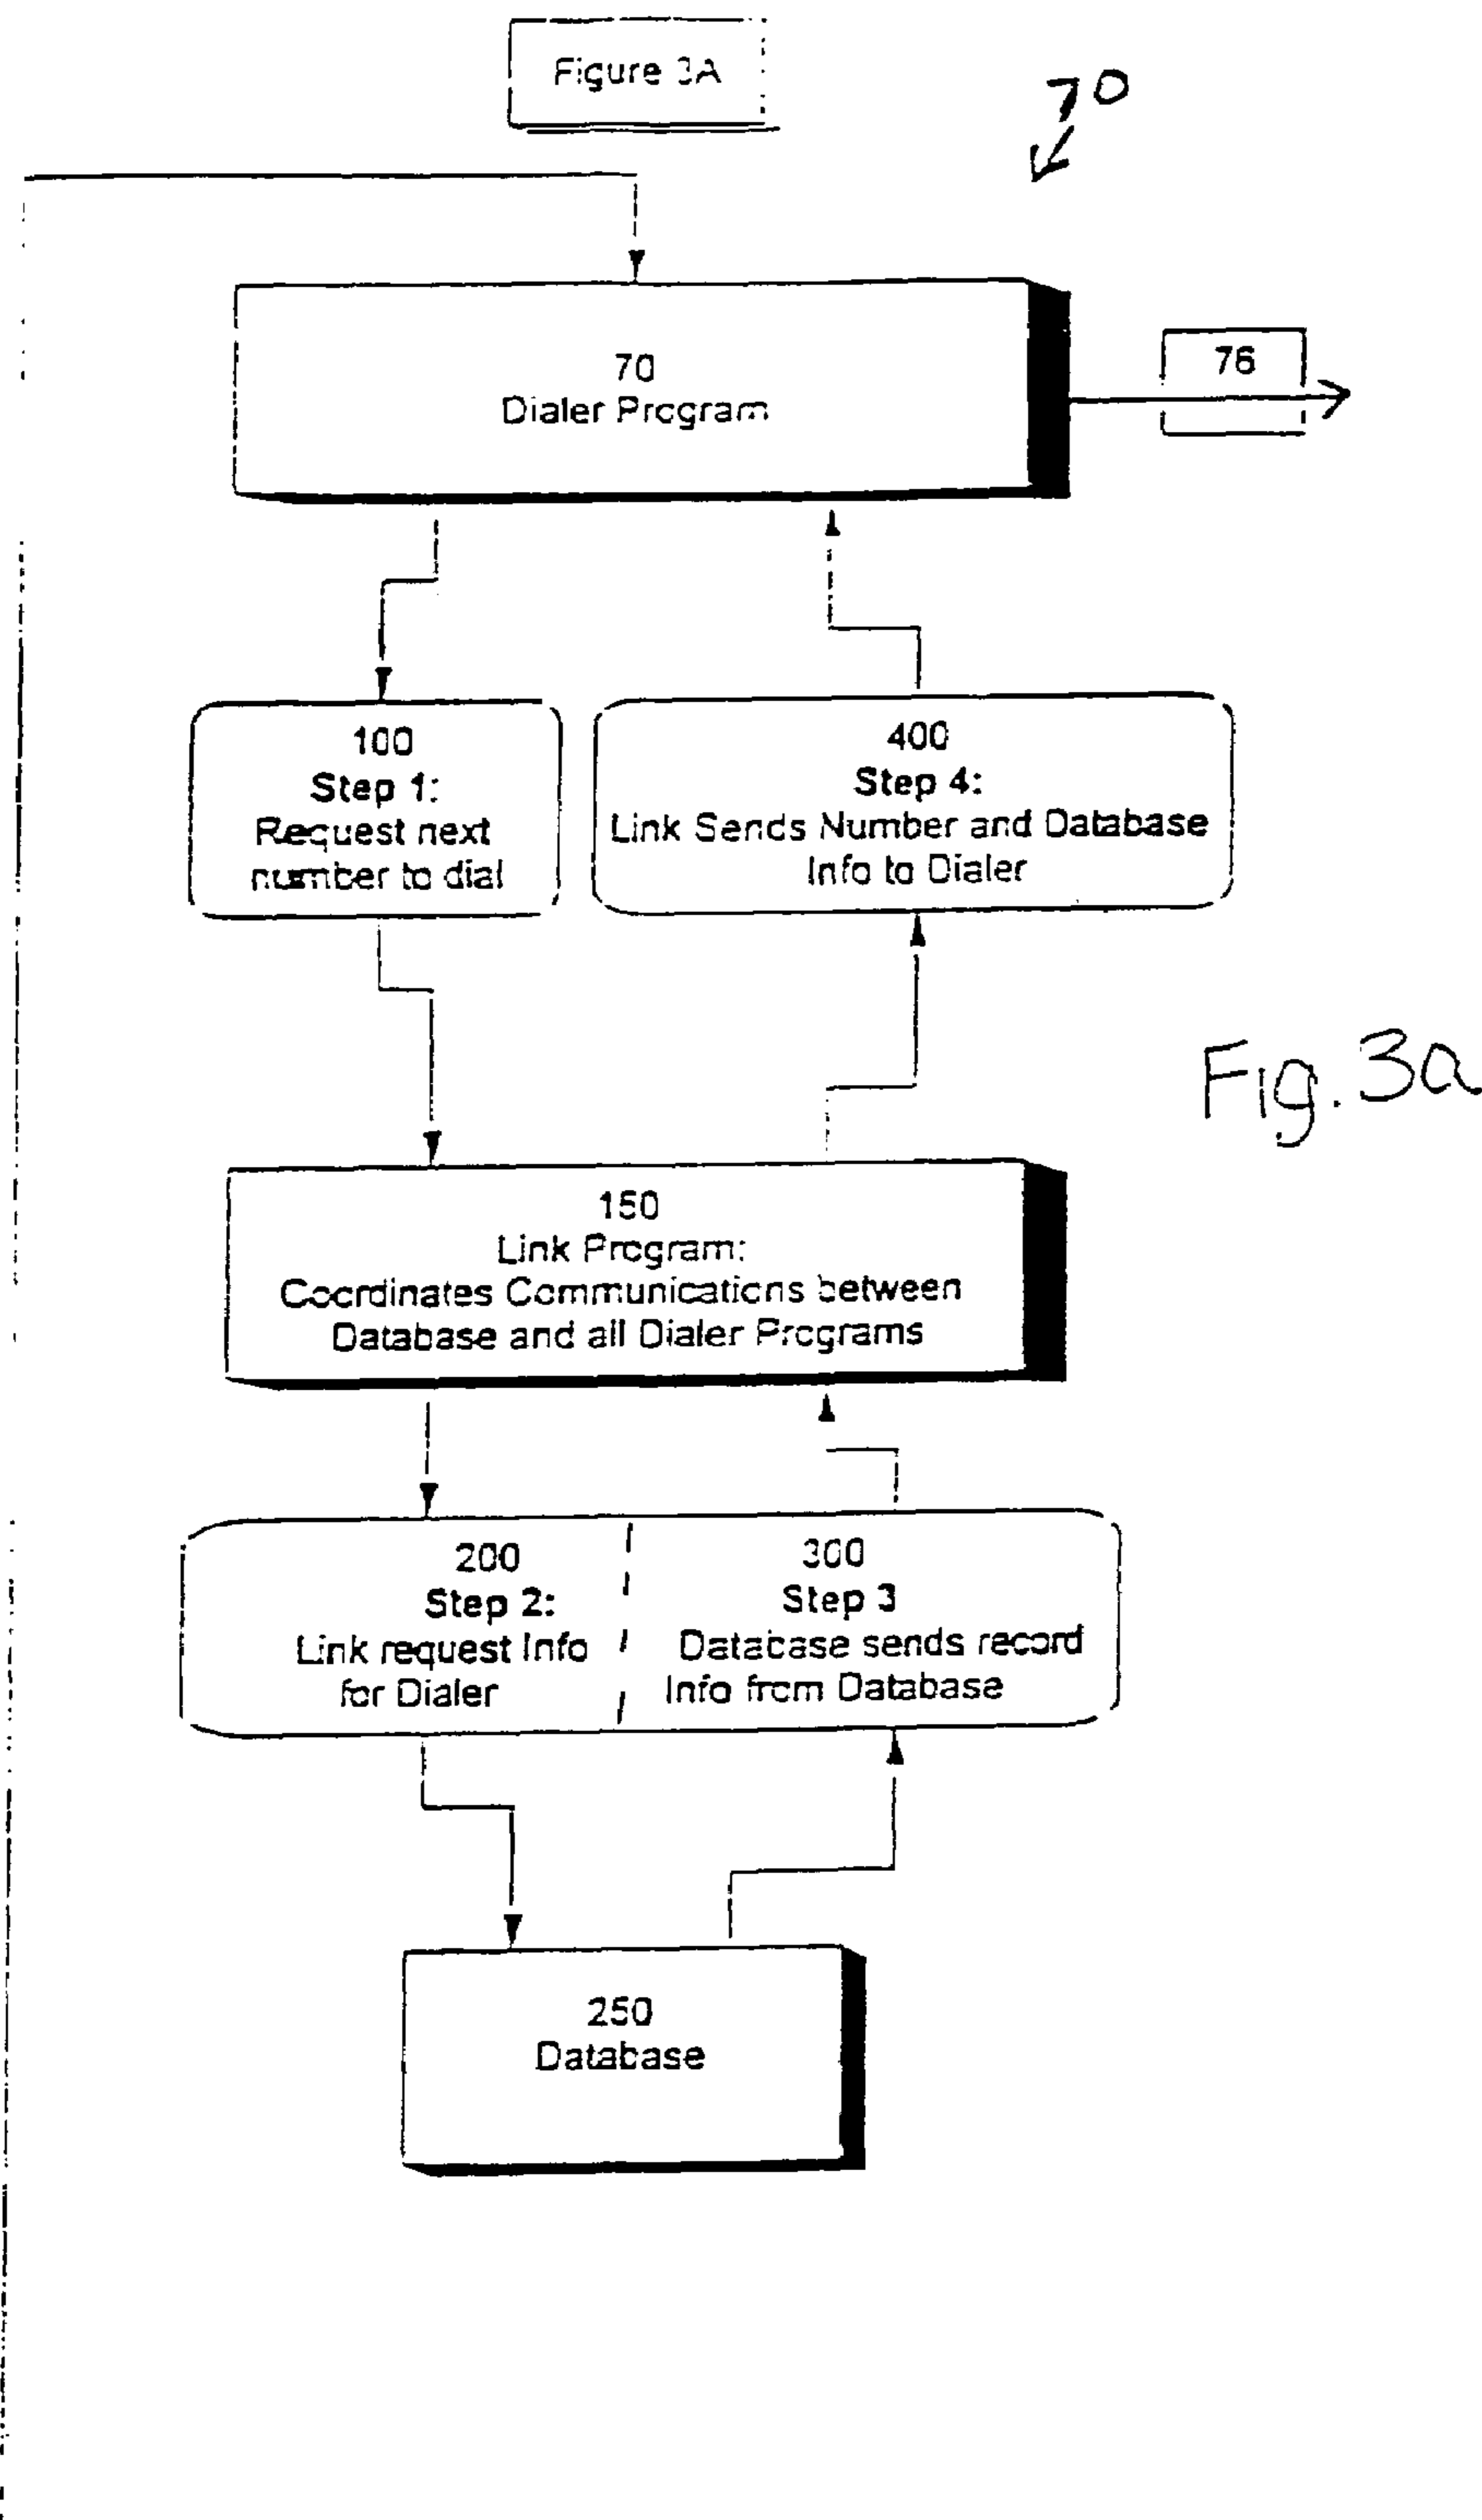 Figure 3A
70
70
Dialer Program
76
100
Step 1:
Request next
number to dial
400
Step 4:
Link Sends Number and Database
Info to Dialer
Fig. 3a
150
Link Program:
Coordinates Communications between
Database and all Dialer Programs
200
Step 2:
Link request Info
for Dialer
300
Step 3
Database sends record
Info from Database
250
Database